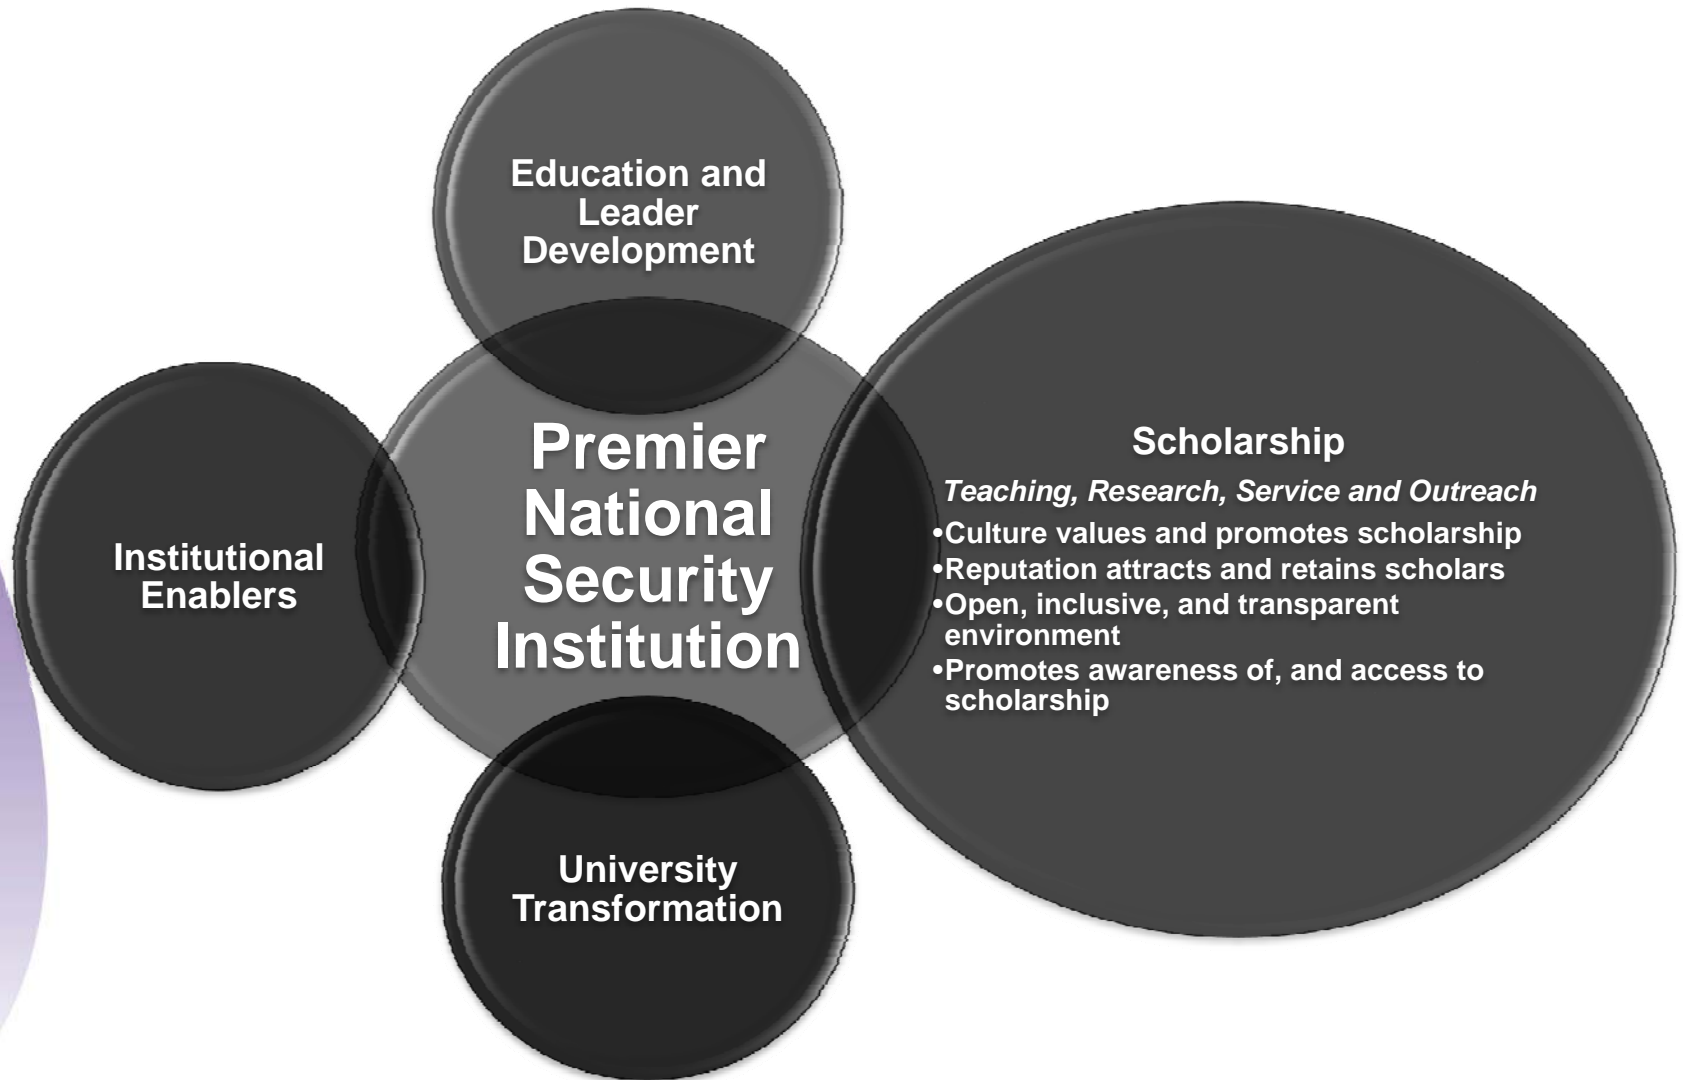 Education and
Leader
Development
Institutional
Enablers
Premier
National
Security
Institution
Scholarship
Teaching, Research, Service and Outreach
•Culture values and promotes scholarship
•Reputation attracts and retains scholars
•Open, inclusive, and transparent
environment
•Promotes awareness of, and access to
scholarship
University
Transformation